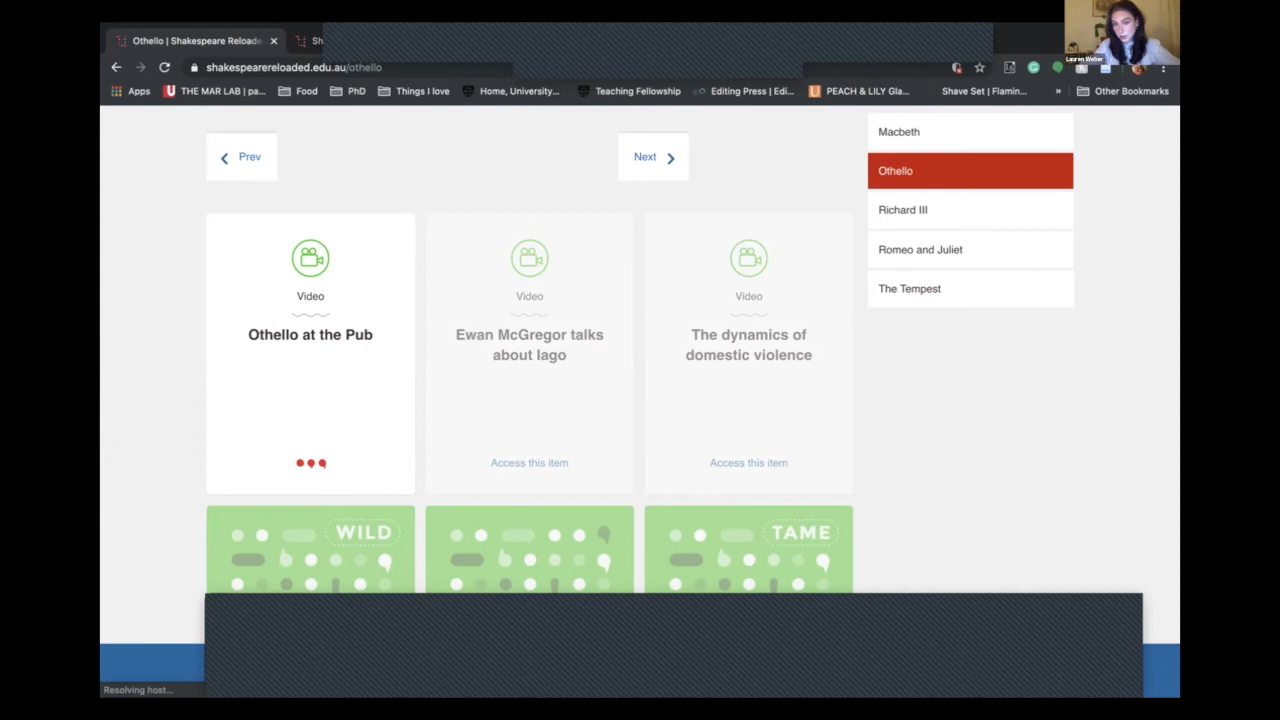 Othello | Shakespeare Reloade
Sh
shakespearereloaded.edu.au/othello
Lauren Weber
Apps
THE MAR LAB | pa...
Food
PhD
Things I love
Home, University...
Teaching Fellowship
Editing Press | Edi...
PEACH & LILY Gla...
Shave Set | Flamin...
»
Other Bookmarks
Prev
Next
Macbeth
Othello
Richard III
Romeo and Juliet
The Tempest
Video
Othello at the Pub
Video
Ewan McGregor talks
about Iago
Access this item
Video
The dynamics of
domestic violence
Access this item
WILD
TAME
Resolving host...